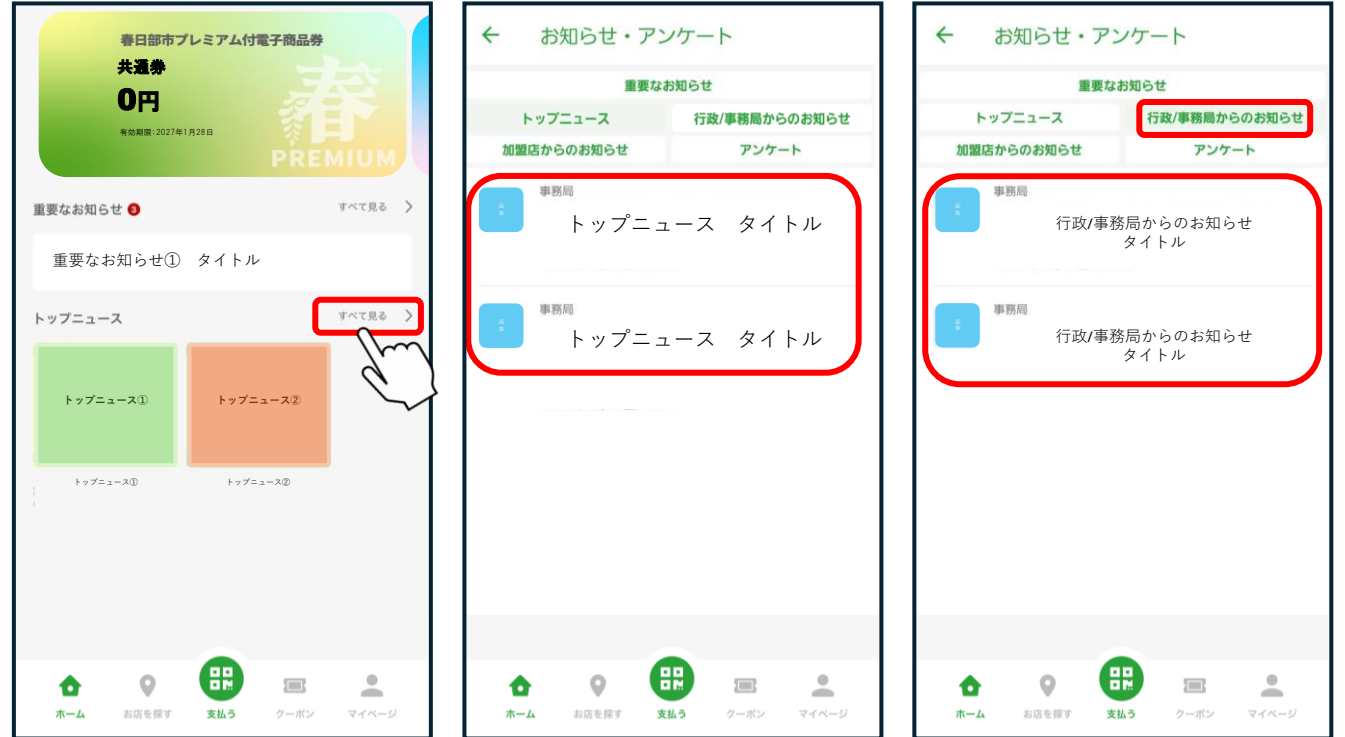 春日部市プレミアム付電子商品券
共通券
0円
有効期限:2027年1月28日
春
PREMIUM
重要なお知らせ 3
すべて見る
重要なお知らせ① タイトル
トップニュース
すべて見る
トップニュース①
トップニュース②
トップニュース①
トップニュース②
ホーム
お店を探す
支払う
クーポン
マイページ
お知らせ・アンケート
重要なお知らせ
トップニュース
行政/事務局からのお知らせ
加盟店からのお知らせ
アンケート
事務局
トップニュース タイトル
事務局
トップニュース タイトル
ホーム
お店を探す
支払う
クーポン
マイページ
お知らせ・アンケート
重要なお知らせ
トップニュース
行政/事務局からのお知らせ
加盟店からのお知らせ
アンケート
事務局
行政/事務局からのお知らせ
タイトル
事務局
行政/事務局からのお知らせ
タイトル
ホーム
お店を探す
支払う
クーポン
マイページ